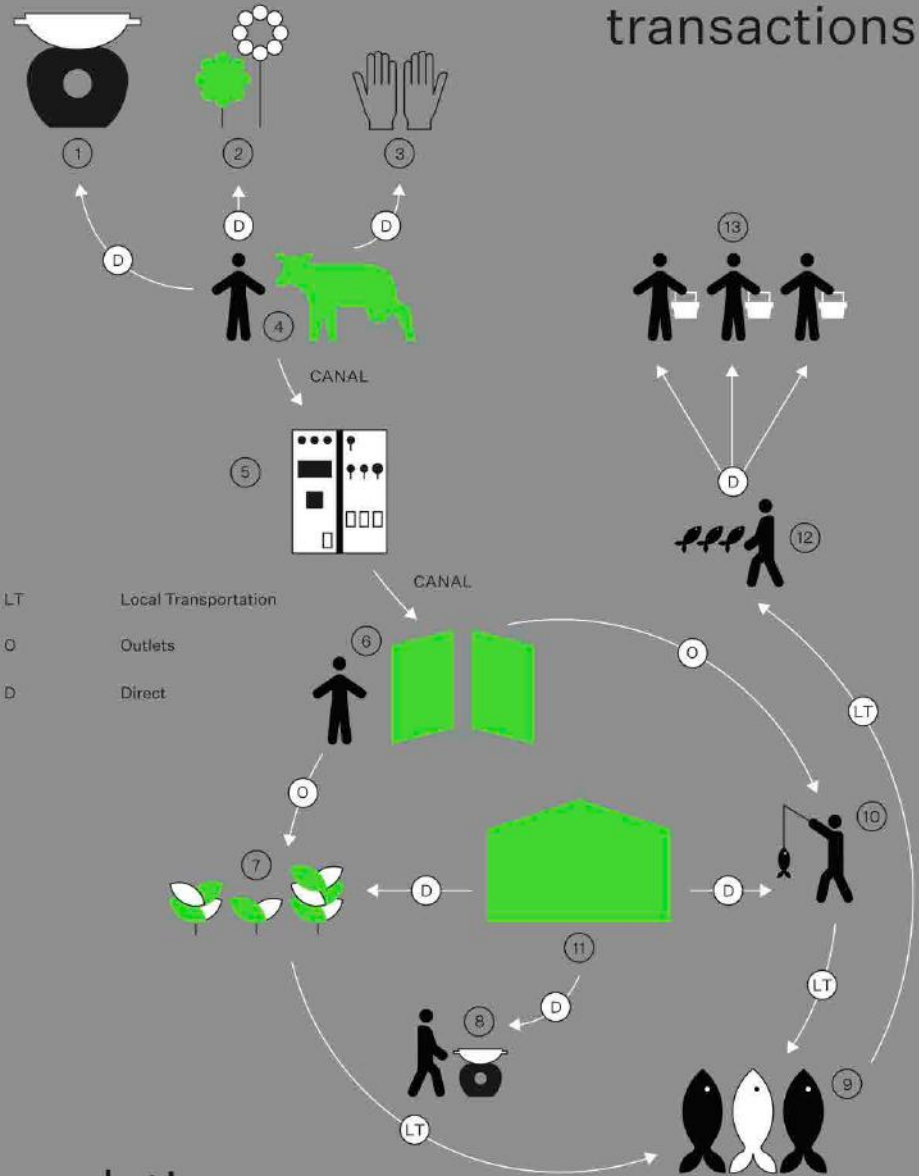 transactions
1
2
3
D
D
D
13
4
CANAL
5
D
12
CANAL
LT Local Transportation
O Outlets
D Direct
6
O
LT
O
10
7
D
D
11
LT
D
8
9
LT